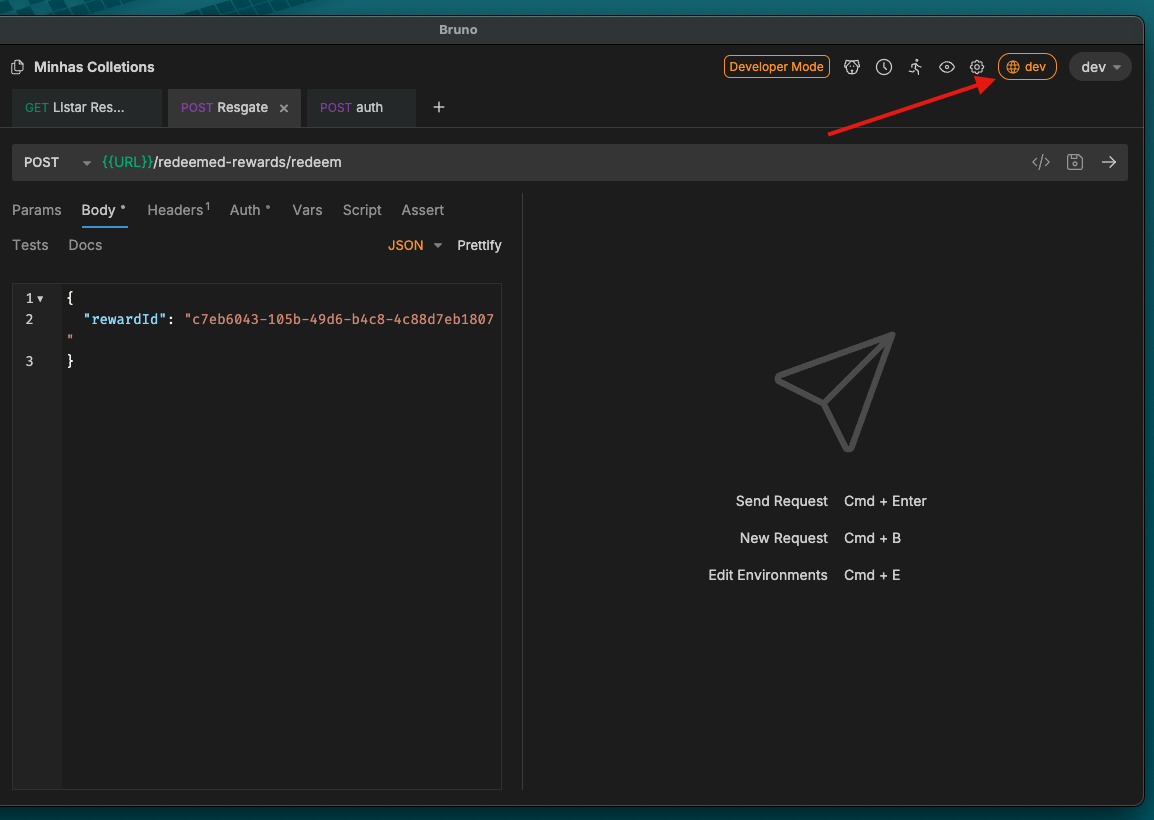 Bruno
Minhas Colletions
Developer Mode
dev
dev
GET LIstar Res...
POST Resgate ×
POST auth
+
POST {{URL}}/redeemed-rewards/redeem
Params Body Headers 1 Auth Vars Script Assert
Tests Docs JSON Prettify
1 {
2 "rewardId": "c7eb6043-105b-49d6-b4c8-4c88d7eb1807
"
3 }
Send Request Cmd + Enter
New Request Cmd + B
Edit Environments Cmd + E